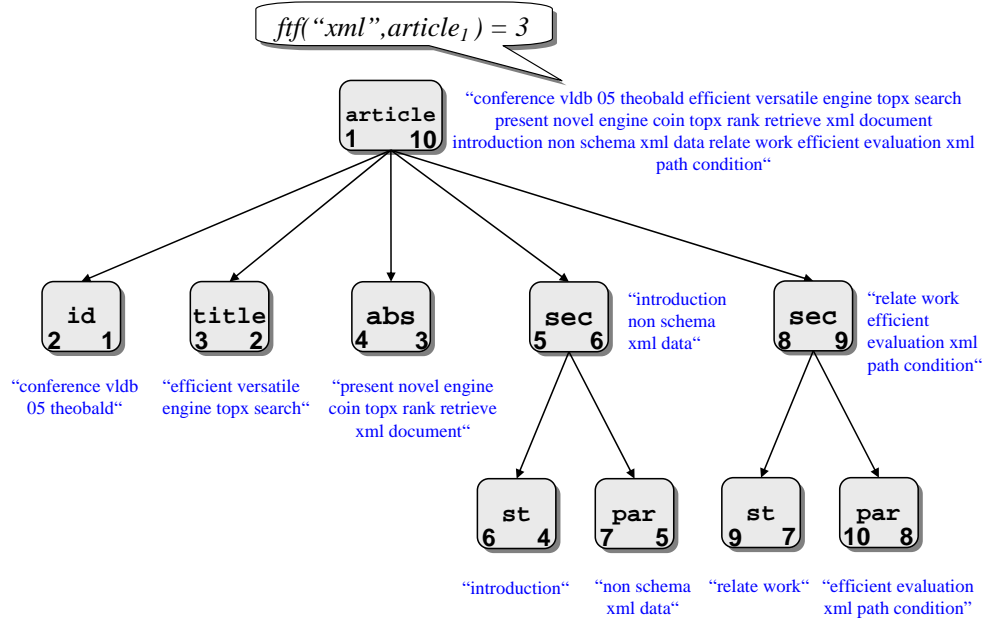 ftf(“xml”,article1 ) = 3
article
1 10
“conference vldb 05 theobald efficient versatile engine topx search
present novel engine coin topx rank retrieve xml document
introduction non schema xml data relate work efficient evaluation xml
path condition“
id
2 1
title
3 2
abs
4 3
sec
5 6
“introduction
non schema
xml data“
sec
8 9
“relate work
efficient
evaluation xml
path condition“
“conference vldb
05 theobald“
“efficient versatile
engine topx search“
“present novel engine
coin topx rank retrieve
xml document“
st
6 4
par
7 5
st
9 7
par
10 8
“introduction“
“non schema
xml data“
“relate work“
“efficient evaluation
xml path condition”